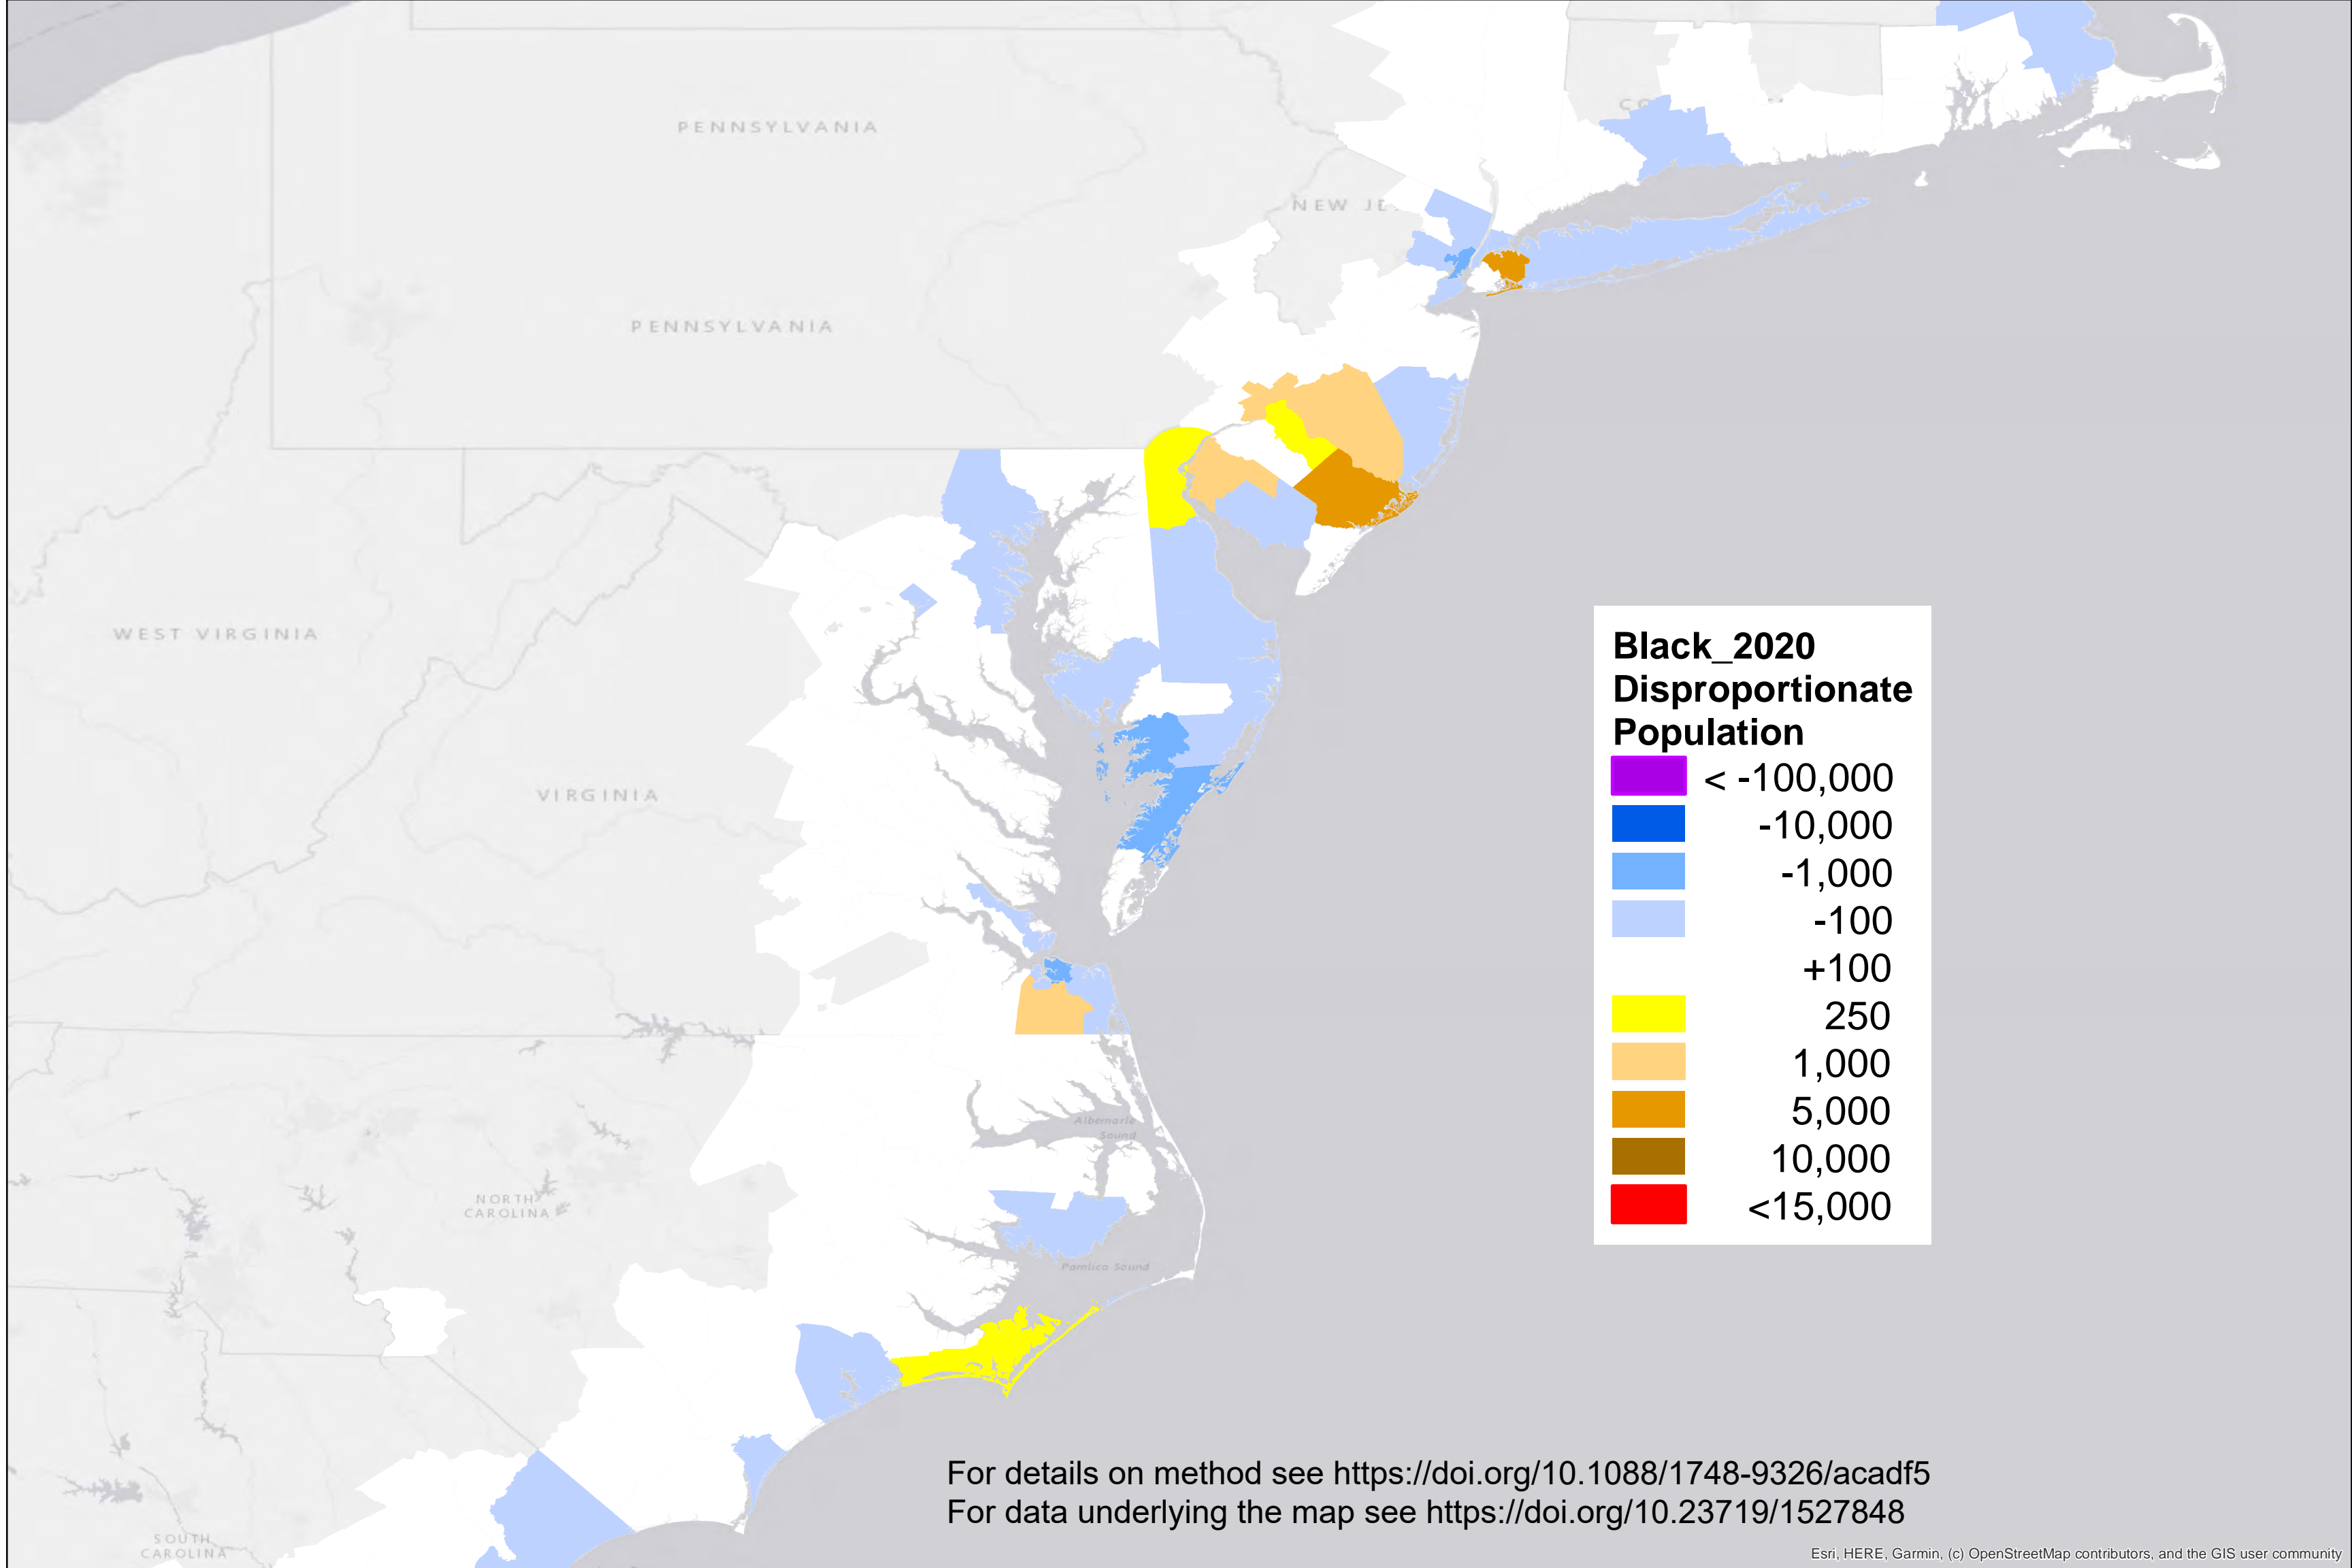 PENNSYLVANIA
NEW JE
PENNSYLVANIA
WEST VIRGINIA
VIRGINIA
Black_2020
Disproportionate
Population
< -100,000
-10,000
-1,000
-100
+100
250
1,000
5,000
10,000
<15,000
Albemarle
Sound
NORTH
CAROLINA
Pamlico Sound
For details on method see https://doi.org/10.1088/1748-9326/acadf5
For data underlying the map see https://doi.org/10.23719/1527848
SOUTH
CAROLINA
Esri, HERE, Garmin, (c) OpenStreetMap contributors, and the GIS user community